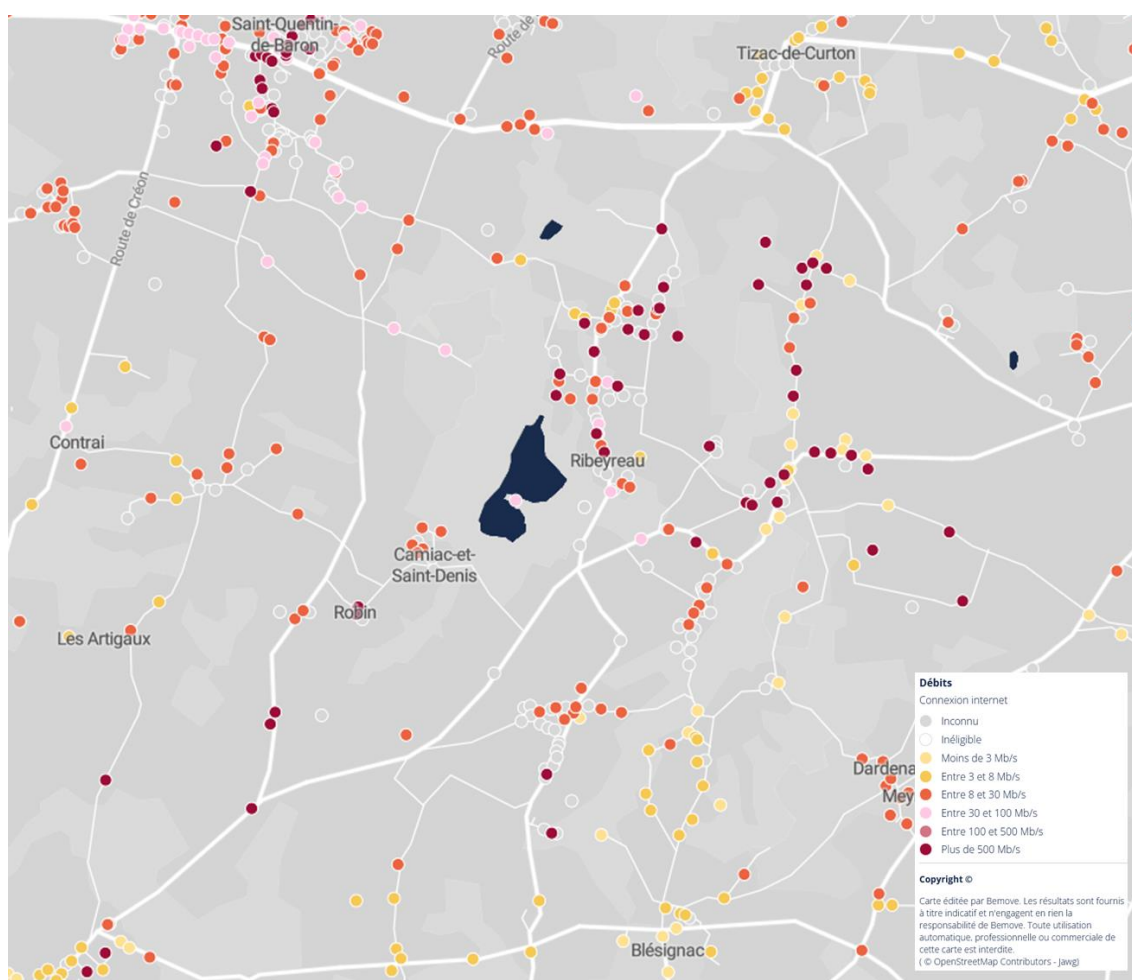 Saint-Quentin-
de-Baron
Route de
Tizac-de-Curton
Route de Créon
Contrai
Ribeyreau
Camiac-et-
Saint-Denis
Robin
Les Artigaux
Dardena
Mey
Blésignac
Débits
Connexion internet
Inconnu
Inéligible
Moins de 3 Mb/s
Entre 3 et 8 Mb/s
Entre 8 et 30 Mb/s
Entre 30 et 100 Mb/s
Entre 100 et 500 Mb/s
Plus de 500 Mb/s
Copyright ©
Carte éditée par Bemove. Les résultats sont fournis
à titre indicatif et n'engagent en rien la
responsabilité de Bemove. Toute utilisation
automatique, professionnelle ou commerciale de
cette carte est interdite.
( © OpenStreetMap Contributors - Jawg)